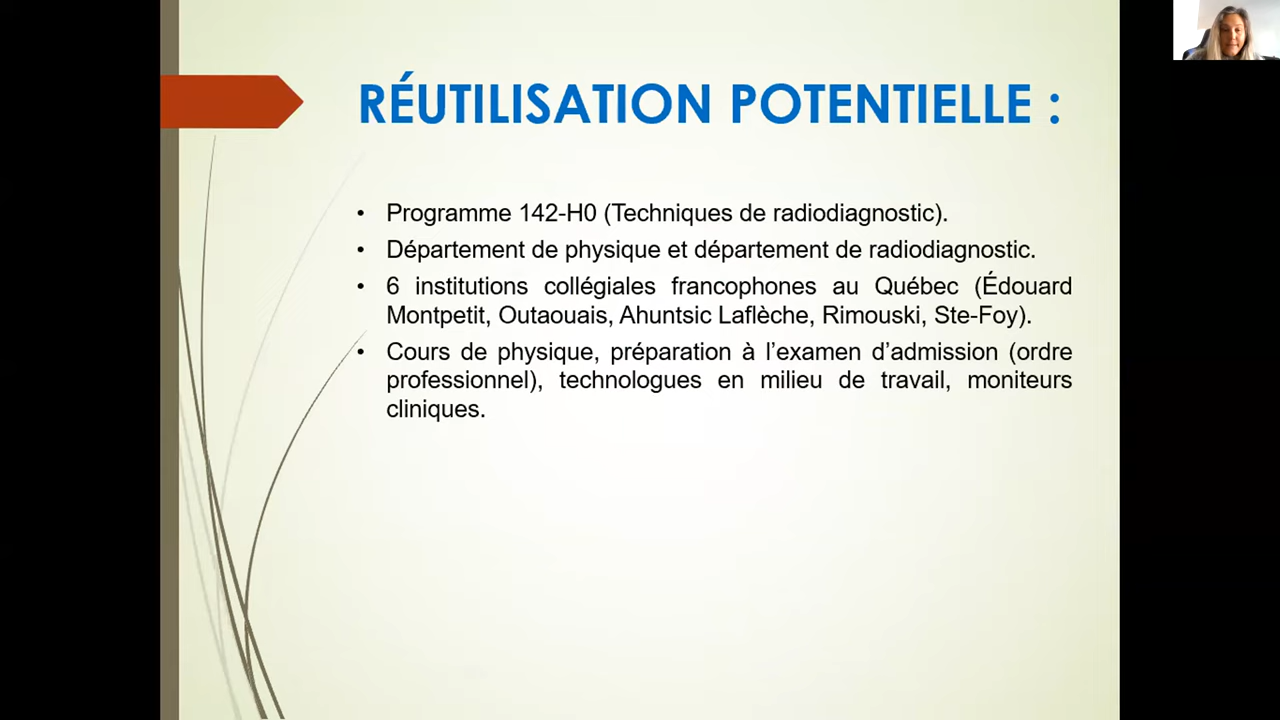 RÉUTILISATION POTENTIELLE :
• Programme 142-H0 (Techniques de radiodiagnostic).
• Département de physique et département de radiodiagnostic.
• 6 institutions collégiales francophones au Québec (Édouard
Montpetit, Outaouais, Ahuntsic Laflèche, Rimouski, Ste-Foy).
• Cours de physique, préparation à l’examen d’admission (ordre
professionnel), technologues en milieu de travail, moniteurs
cliniques.